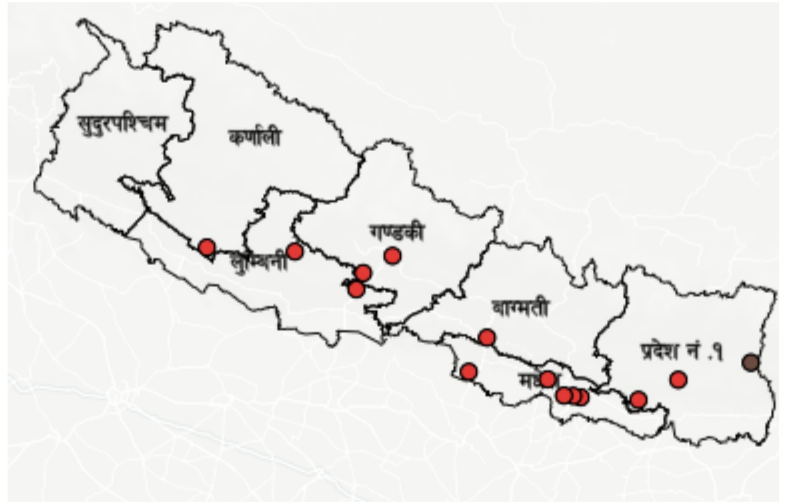 सुदुरपश्चिम
कर्णाली
गण्डकी
लुम्बिनी
बाग्मती
प्रदेश नं .१